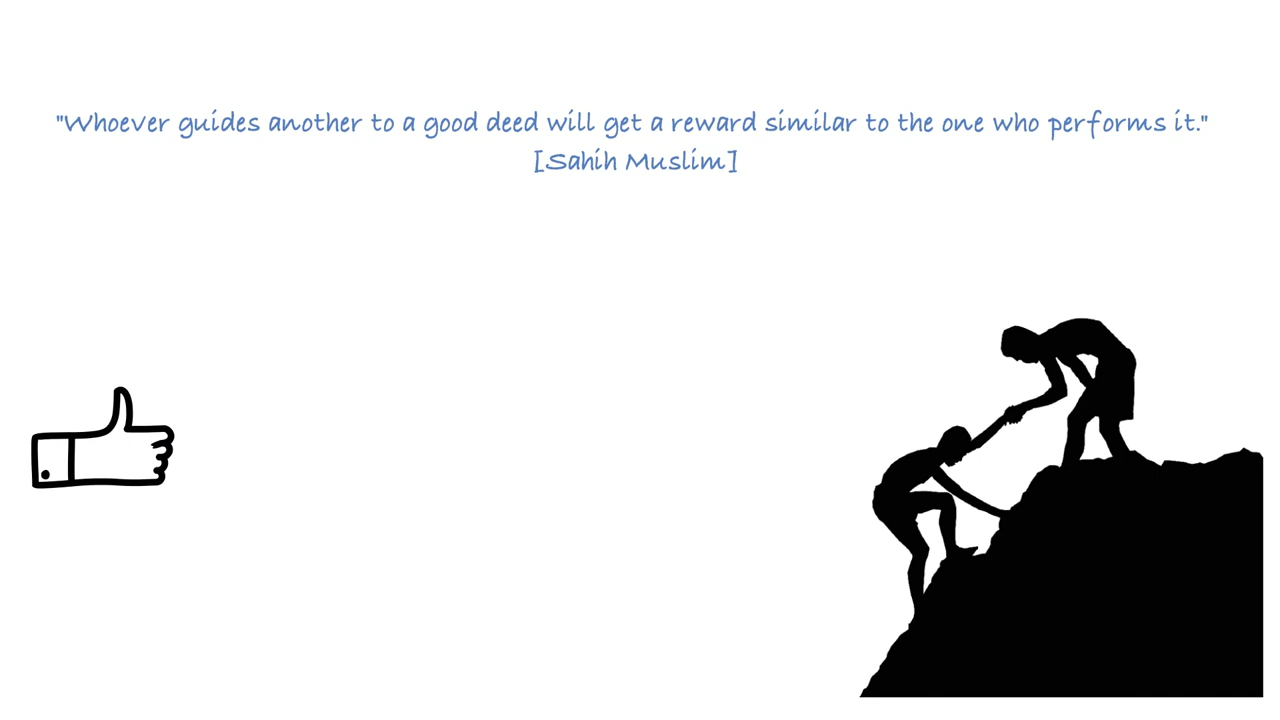 "Whoever guides another to a good deed will get a reward similar to the one who performs it."
[Sahih Muslim]